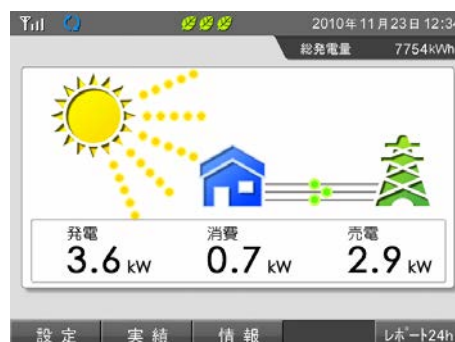 2010年11月23日 12:34
総発電量 7754kWh
発電 消費 売電
3.6 kW 0.7 kW 2.9 kW
設定 実績 情報 レポート24h